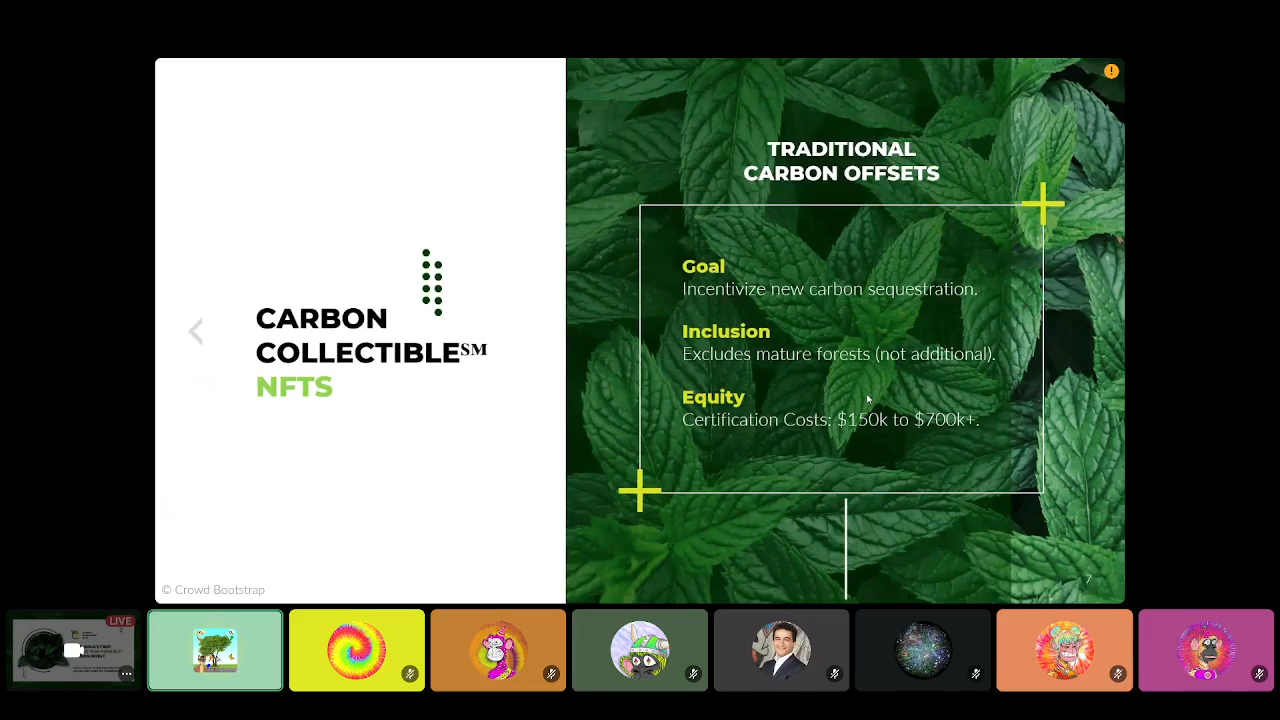 TRADITIONAL
CARBON OFFSETS
Goal
Incentivize new carbon sequestration.
Inclusion
Excludes mature forests (not additional).
Equity
Certification Costs: $150k to $700k+.
CARBON
COLLECTIBLE℠
NFTS
7
© Crowd Bootstrap
LIVE